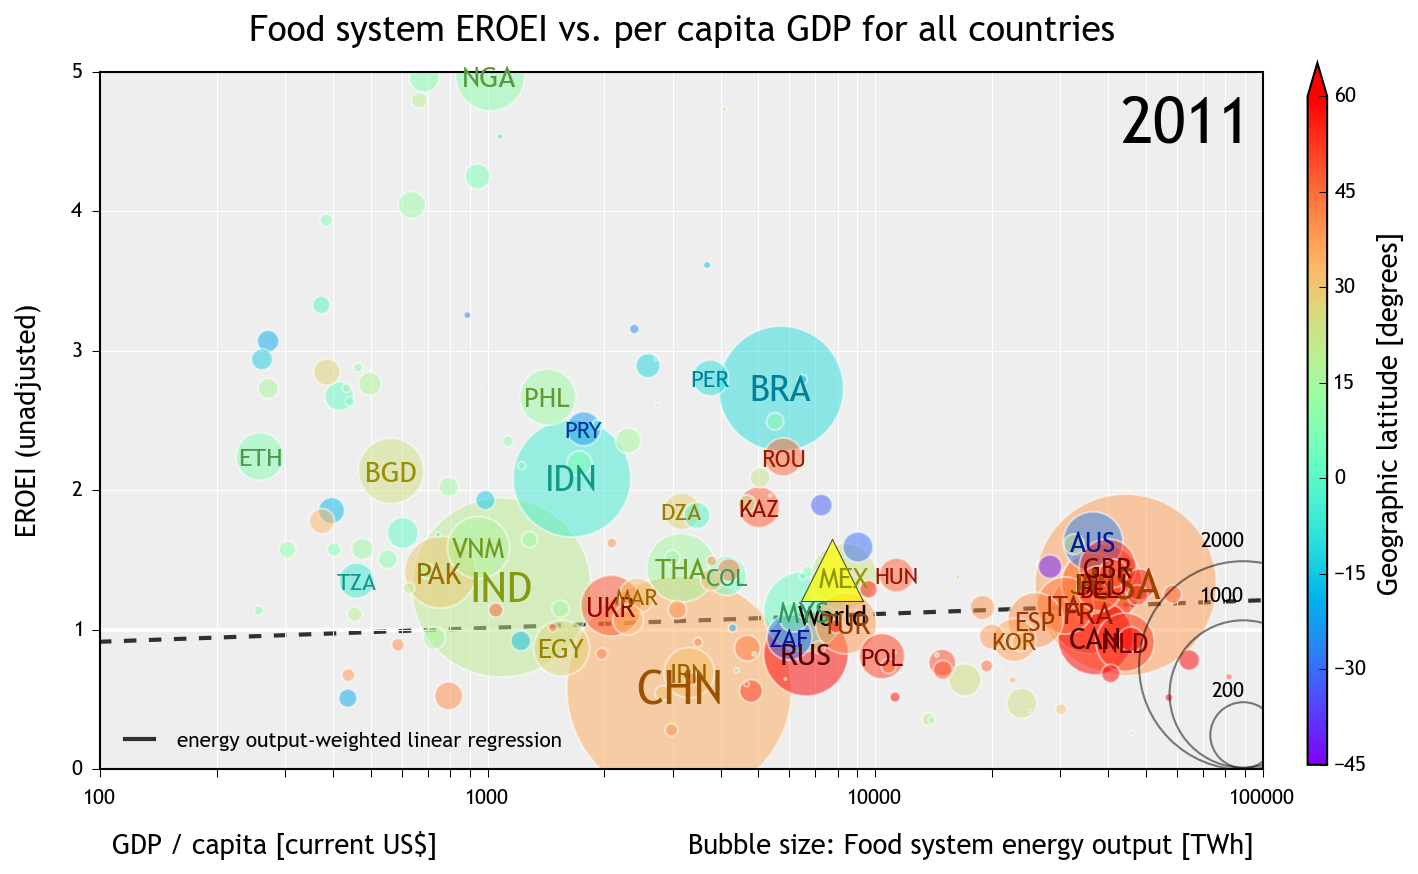 Food system EROEI vs. per capita GDP for all countries
2011
EROEI (unadjusted)
5
4
3
2
1
0
NGA
PER
BRA
PHL
PRY
ETH
BGD
IDN
ROU
DZA
KAZ
AUS
VNM
THA
COL
MEX
HUN
GBR
PAK
IND
TZA
DEU
USA
BEL
UKR
MAR
MYS
World
TUR
ITA
FRA
ESP
EGY
ZAF
RUS
POL
KOR
CAN
NLD
IRN
CHN
2000
1000
200
energy output-weighted linear regression
100
1000
10000
100000
GDP / capita [current US$]
Bubble size: Food system energy output [TWh]
60
45
30
15
0
−15
−30
−45
Geographic latitude [degrees]